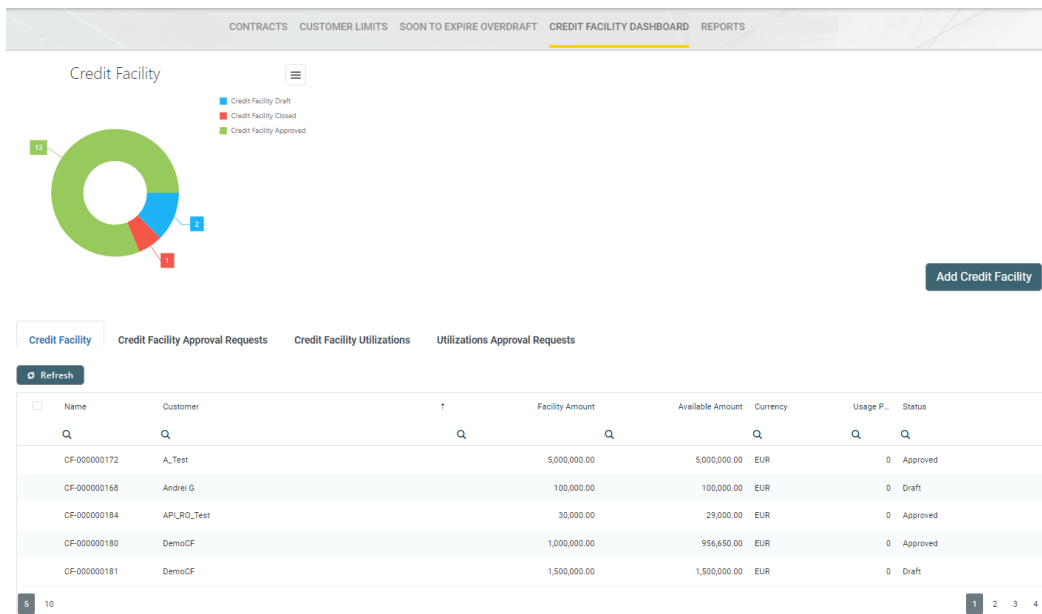 CONTRACTS CUSTOMER LIMITS SOON TO EXPIRE OVERDRAFT CREDIT FACILITY DASHBOARD REPORTS
Credit Facility
Credit Facility Draft
Credit Facility Closed
Credit Facility Approved
13
2
1
Add Credit Facility
Credit Facility Credit Facility Approval Requests Credit Facility Utilizations Utilizations Approval Requests
Refresh
Name Customer ↑ Facility Amount Available Amount Currency Usage P... Status
CF-000000172 A_Test 5,000,000.00 5,000,000.00 EUR 0 Approved
CF-000000168 Andrei G 100,000.00 100,000.00 EUR 0 Draft
CF-000000184 API_RO_Test 30,000.00 29,000.00 EUR 0 Approved
CF-000000180 DemoCF 1,000,000.00 956,650.00 EUR 0 Approved
CF-000000181 DemoCF 1,500,000.00 1,500,000.00 EUR 0 Draft
5 10 1 2 3 4